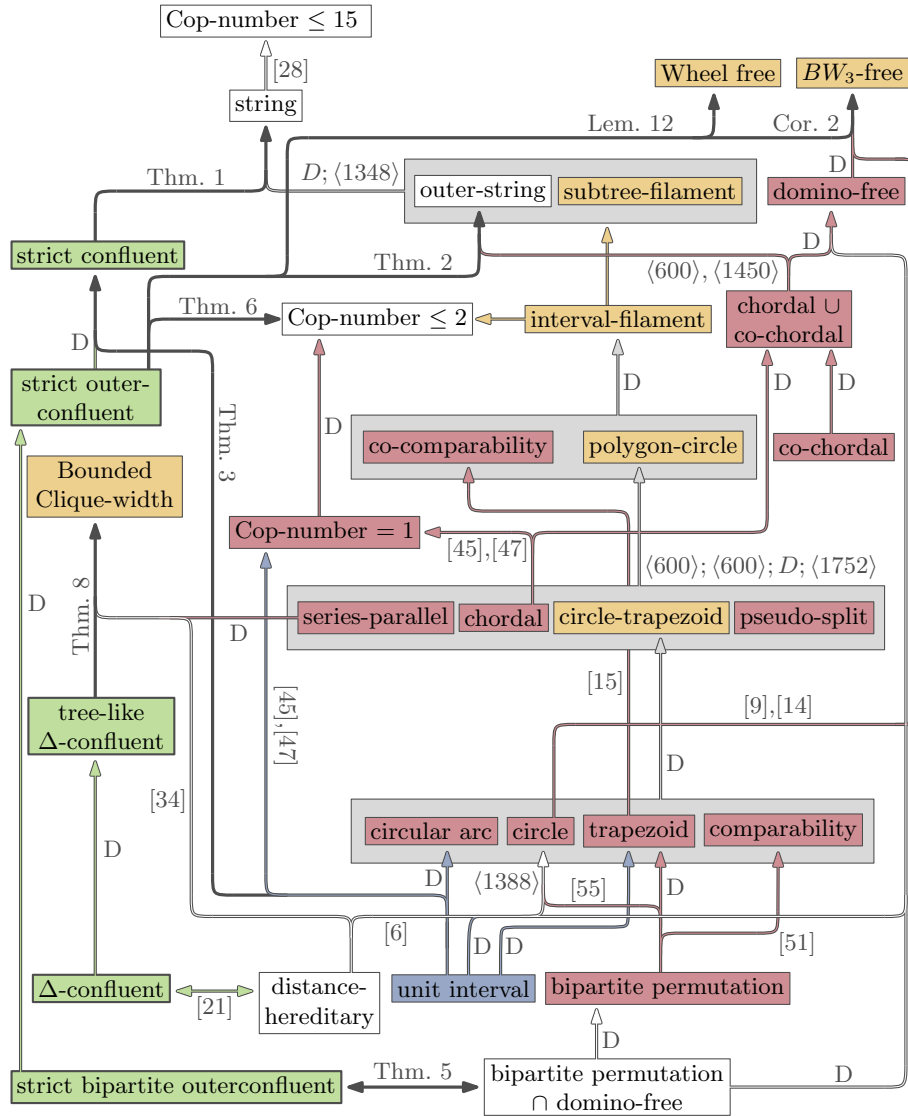 Cop-number ≤ 15
[28]
string
Wheel free
BW₃-free
Lem. 12
Cor. 2
Thm. 1
D; ⟨1348⟩
D
outer-string
subtree-filament
domino-free
strict confluent
Thm. 2
D
⟨600⟩, ⟨1450⟩
Thm. 6
Cop-number ≤ 2
interval-filament
chordal ∪
co-chordal
D
strict outer-
confluent
D
D
D
D
Thm. 3
co-comparability
polygon-circle
co-chordal
Bounded
Clique-width
Cop-number = 1
[45],[47]
⟨600⟩; ⟨600⟩; D; ⟨1752⟩
D
Thm. 8
D
series-parallel
chordal
circle-trapezoid
pseudo-split
[45],[47]
[15]
[9],[14]
tree-like
Δ-confluent
D
[34]
D
circular arc
circle
trapezoid
comparability
D
⟨1388⟩
[55]
D
[6]
D
D
[51]
Δ-confluent
[21]
distance-
hereditary
unit interval
bipartite permutation
D
strict bipartite outerconfluent
Thm. 5
bipartite permutation
∩ domino-free
D